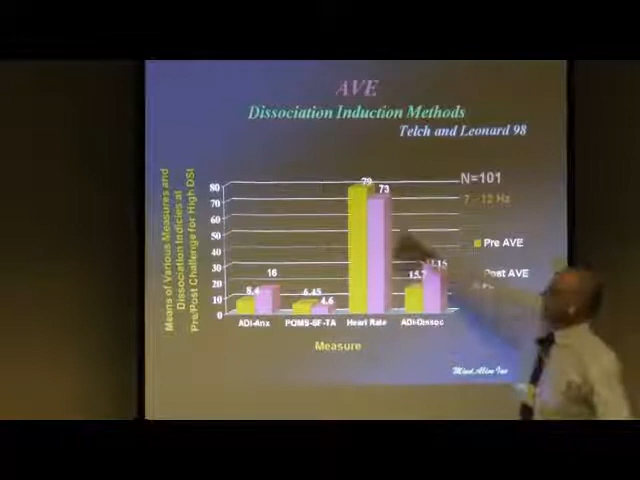 AVE
Dissociation Induction Methods
Telch and Leonard 98
Means of Various Measures and
Dissociation Indicies at
Pre/Post Challenge for High DSI
80
70
60
50
40
30
20
10
0
8.4
16
6.45
4.6
79
73
15.7
N=101
7 - 12 Hz
Pre AVE
Post AVE
ADI-Anx
POMS-SF-TA
Heart Rate
ADI-Dissoc
Measure
Mind Alive Inc